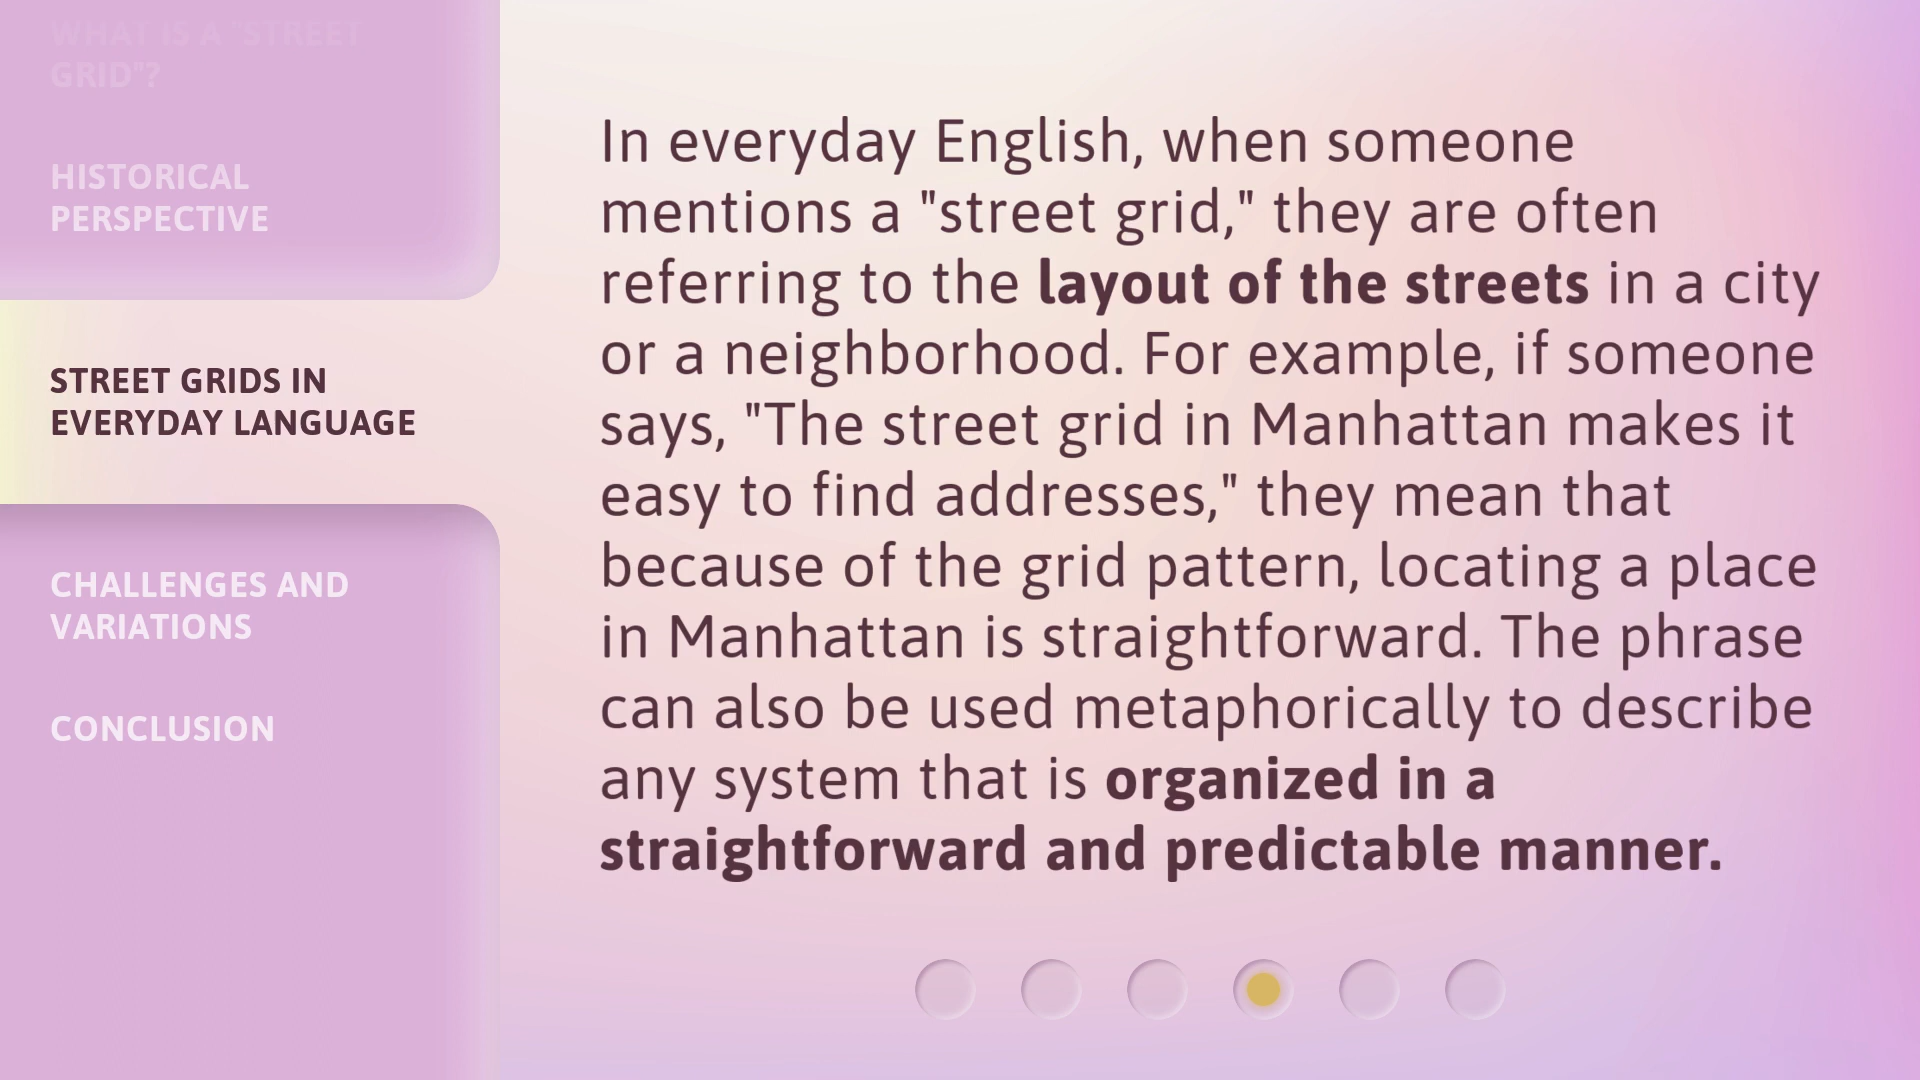 WHAT IS A "STREET
GRID"?
HISTORICAL
PERSPECTIVE
STREET GRIDS IN
EVERYDAY LANGUAGE
CHALLENGES AND
VARIATIONS
CONCLUSION
In everyday English, when someone
mentions a "street grid," they are often
referring to the layout of the streets in a city
or a neighborhood. For example, if someone
says, "The street grid in Manhattan makes it
easy to find addresses," they mean that
because of the grid pattern, locating a place
in Manhattan is straightforward. The phrase
can also be used metaphorically to describe
any system that is organized in a
straightforward and predictable manner.